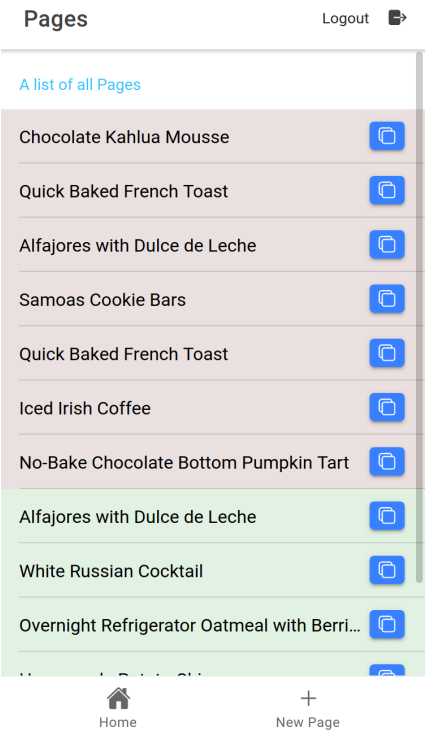 Pages
Logout
A list of all Pages
Chocolate Kahlua Mousse
Quick Baked French Toast
Alfajores with Dulce de Leche
Samoas Cookie Bars
Quick Baked French Toast
Iced Irish Coffee
No-Bake Chocolate Bottom Pumpkin Tart
Alfajores with Dulce de Leche
White Russian Cocktail
Overnight Refrigerator Oatmeal with Berri...
Home
New Page